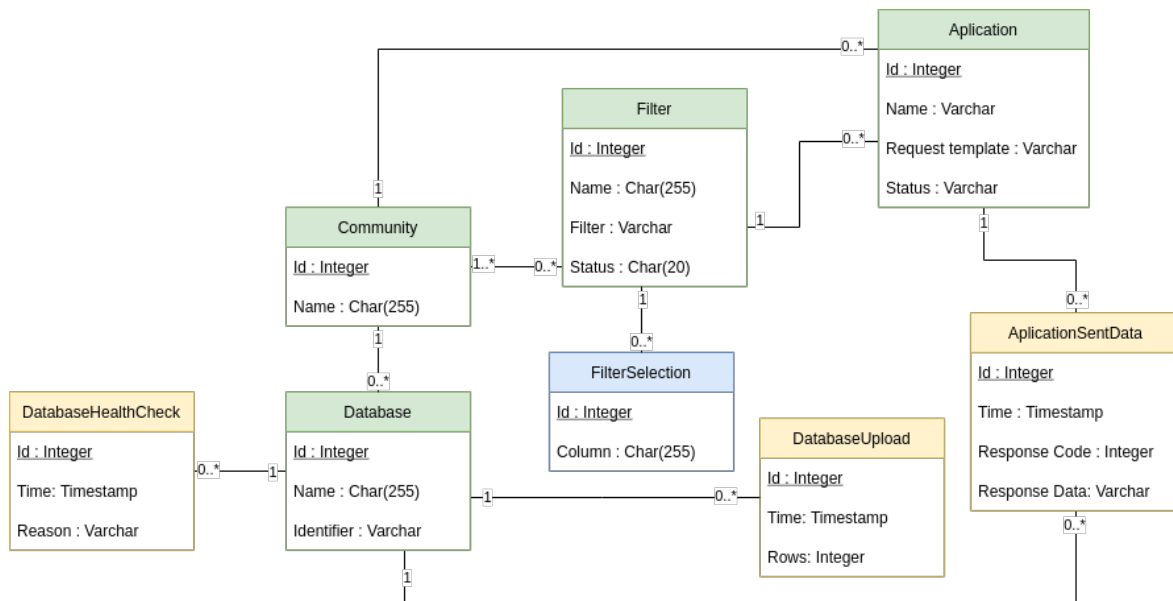 Aplication
Id : Integer
Name : Varchar
Request template : Varchar
Status : Varchar
0..*
0..*
1
Filter
Id : Integer
Name : Char(255)
Filter : Varchar
Status : Char(20)
1
0..*
1
1
Community
Id : Integer
Name : Char(255)
1..*
1
0..*
FilterSelection
Id : Integer
Column : Char(255)
0..*
AplicationSentData
Id : Integer
Time : Timestamp
Response Code : Integer
Response Data: Varchar
0..*
DatabaseHealthCheck
Id : Integer
Time: Timestamp
Reason : Varchar
0..*
1
Database
Id : Integer
Name : Char(255)
Identifier : Varchar
1
1
0..*
DatabaseUpload
Id : Integer
Time: Timestamp
Rows: Integer
0..*